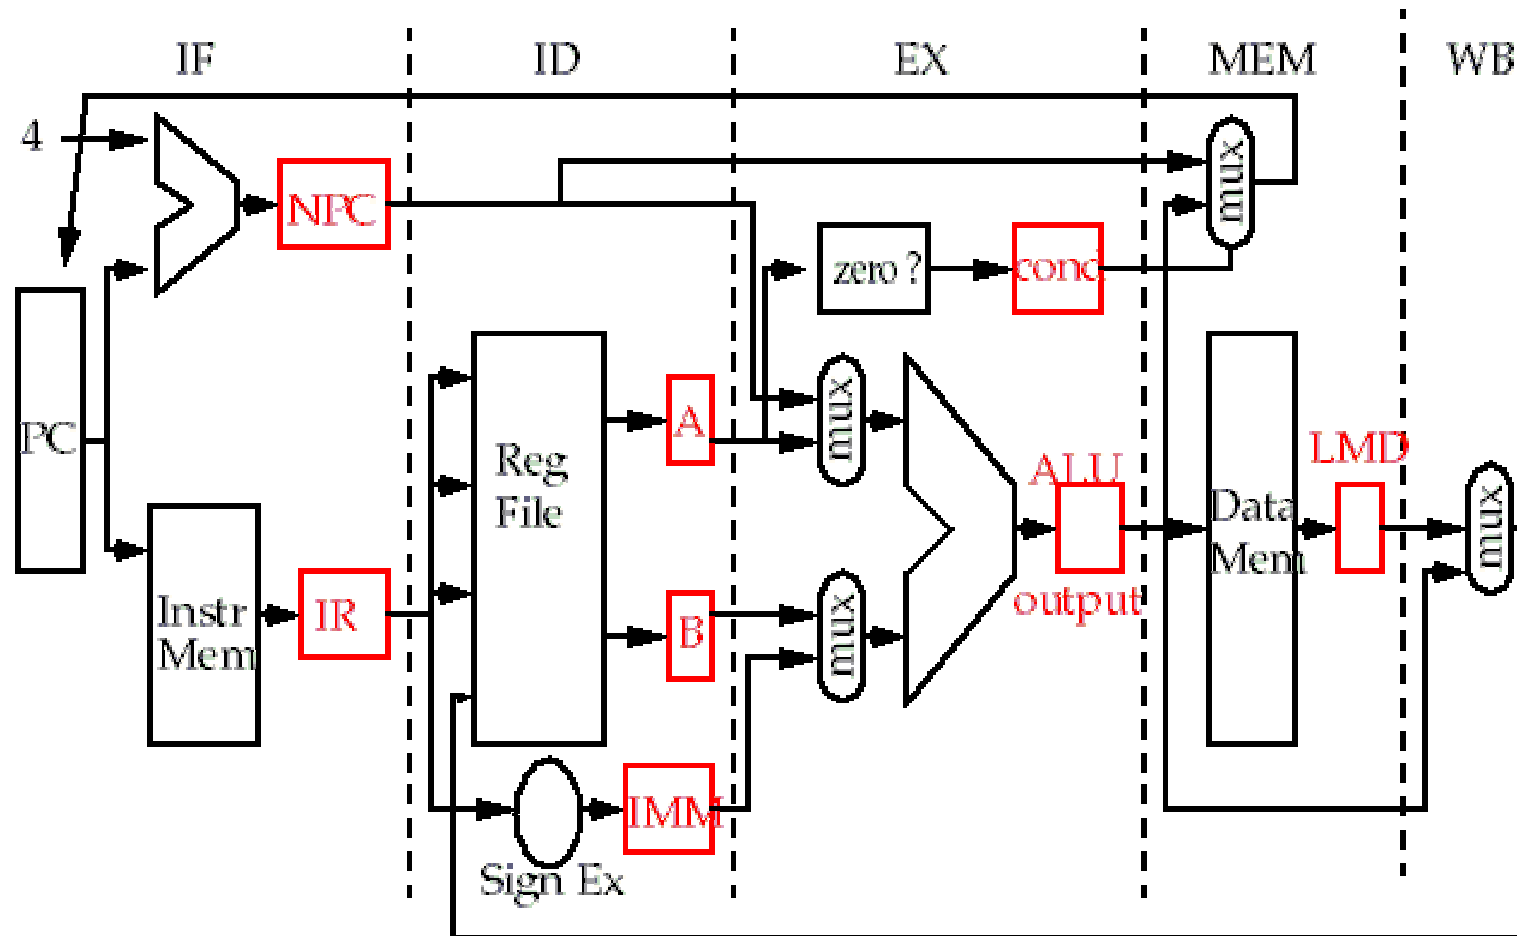 IF ID EX MEM WB
4
mux
NPC
zero ?
cond
PC
A
mux
Reg
File
ALU
LMD
Data
Mem
mux
Instr
Mem
IR
B
mux
output
IMM
Sign Ex